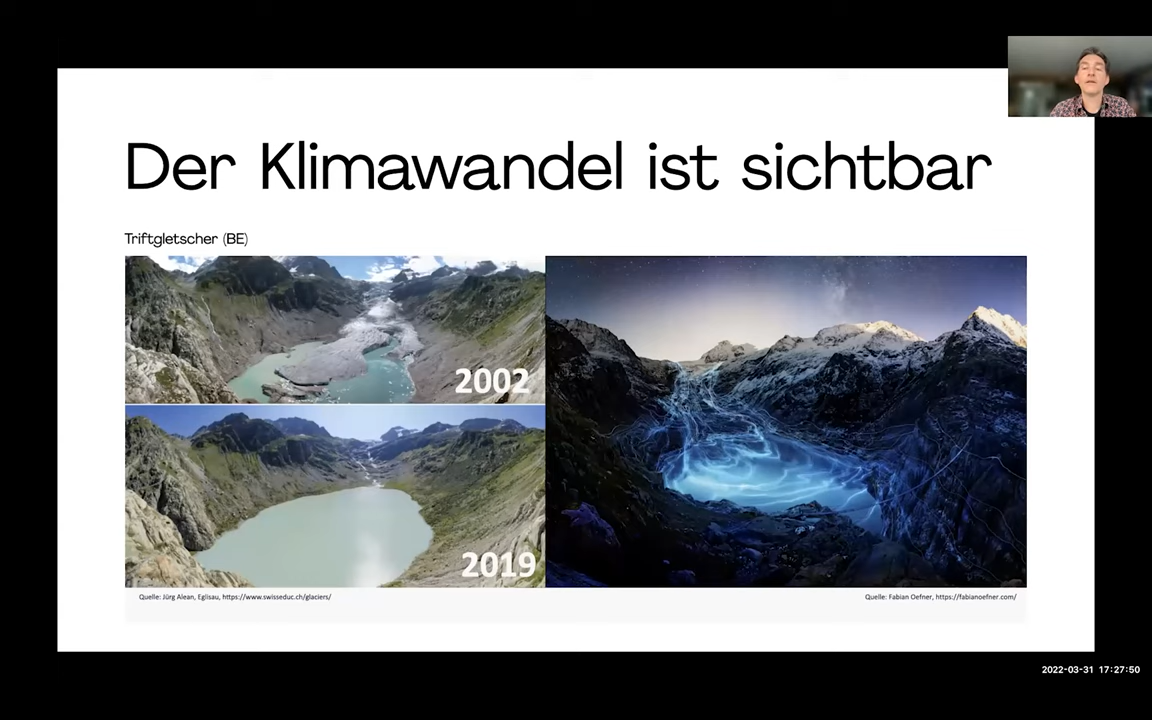 Der Klimawandel ist sichtbar
Triftgletscher (BE)
2002
2019
Quelle: Jürg Alean, Eglisau, https://www.swisseduc.ch/glaciers/
Quelle: Fabian Oefner, https://fabianoefner.com/
2022-03-31 17:27:50